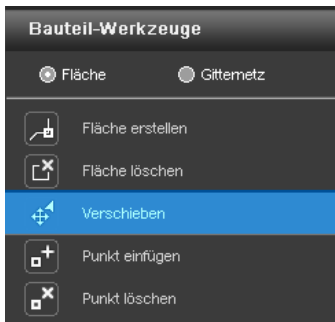 Bauteil-Werkzeuge
Fläche Gitternetz
Fläche erstellen
Fläche löschen
Verschieben
Punkt einfügen
Punkt löschen